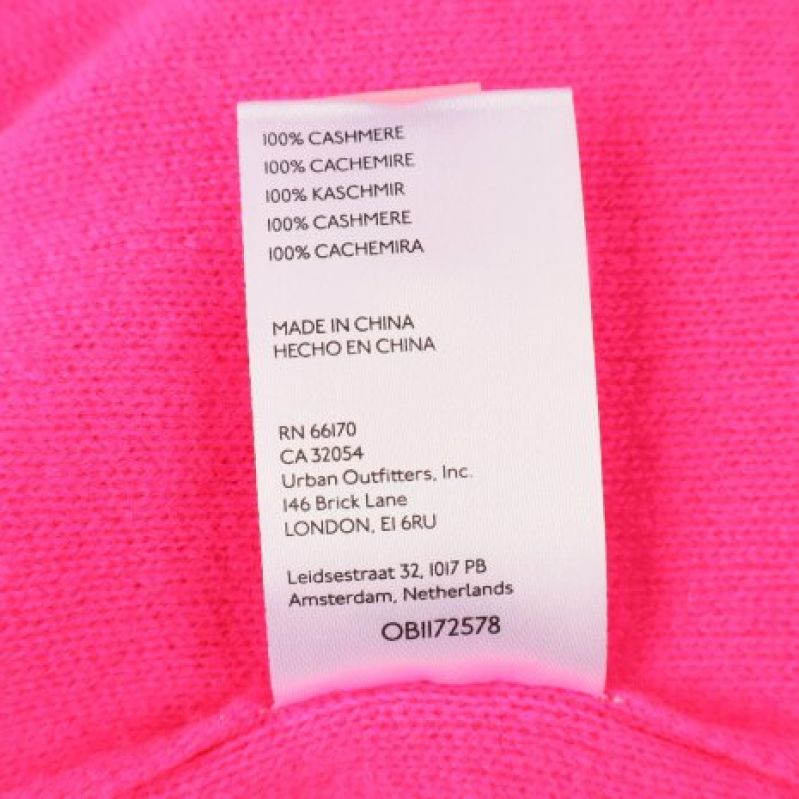 100% CASHMERE
100% CACHEMIRE
100% KASCHMIR
100% CASHMERE
100% CACHEMIRA
MADE IN CHINA
HECHO EN CHINA
RN 66170
CA 32054
Urban Outfitters, Inc.
146 Brick Lane
LONDON, E1 6RU
Leidsestraat 32, 1017 PB
Amsterdam, Netherlands
OB1172578